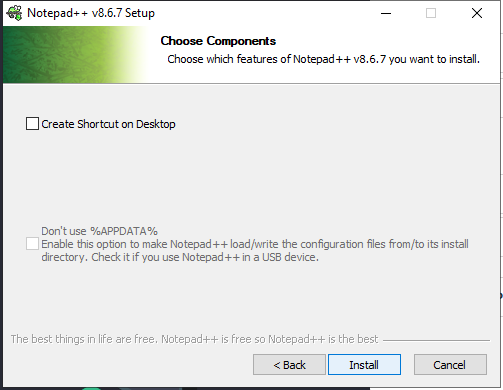 Notepad++ v8.6.7 Setup
Choose Components
Choose which features of Notepad++ v8.6.7 you want to install.
Create Shortcut on Desktop
Don't use %APPDATA%
Enable this option to make Notepad++ load/write the configuration files from/to its install
directory. Check it if you use Notepad++ in a USB device.
The best things in life are free. Notepad++ is free so Notepad++ is the best
< Back
Install
Cancel